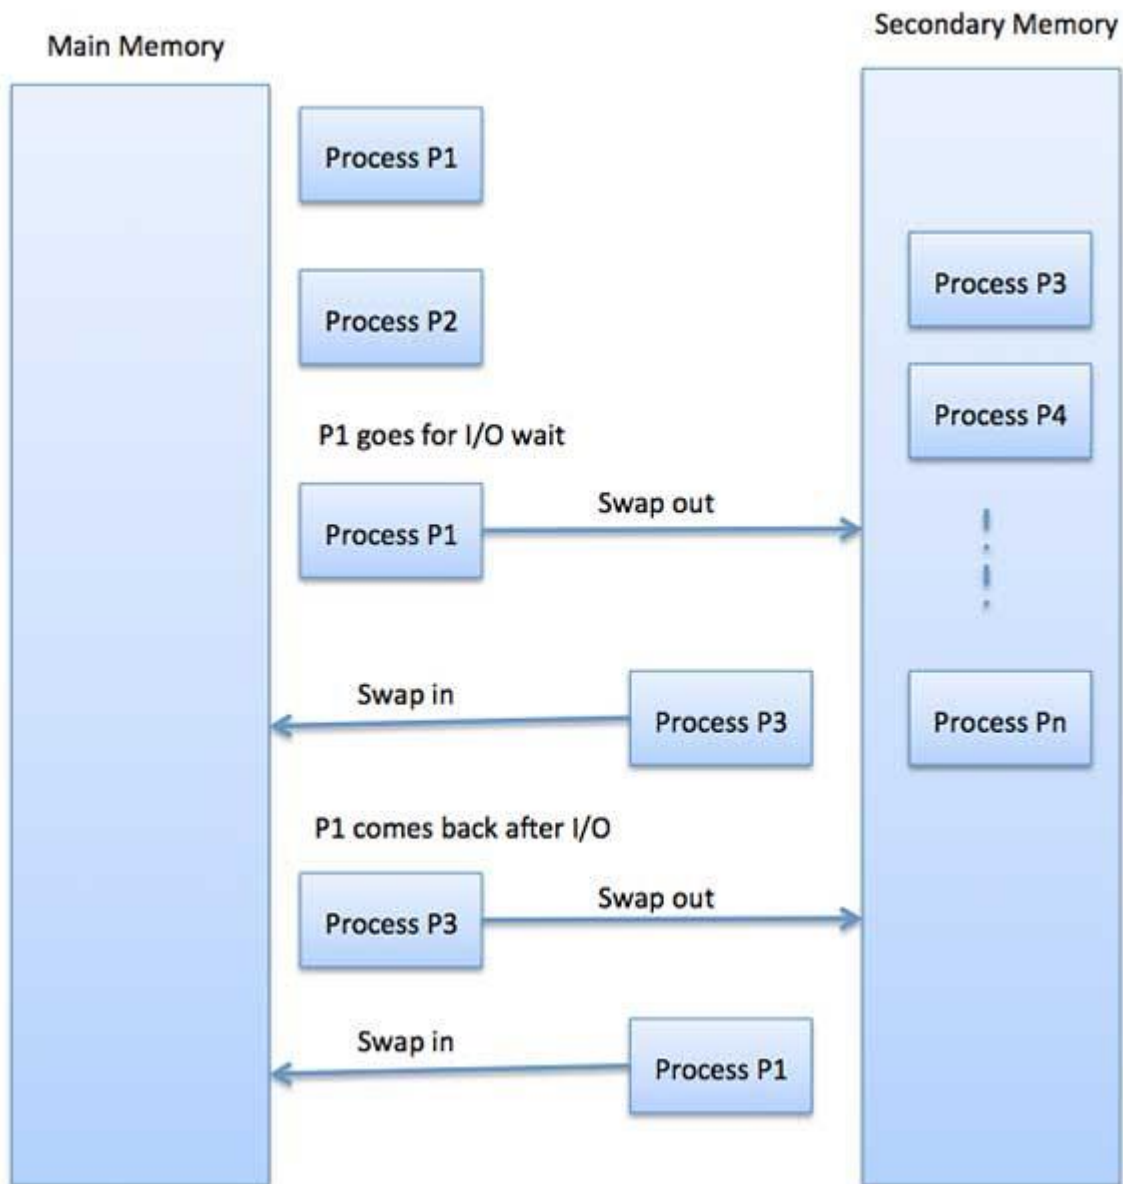 Main Memory
Secondary Memory
Process P1
Process P2
Process P3
Process P4
P1 goes for I/O wait
Process P1
Swap out
Swap in
Process P3
Process Pn
P1 comes back after I/O
Process P3
Swap out
Swap in
Process P1